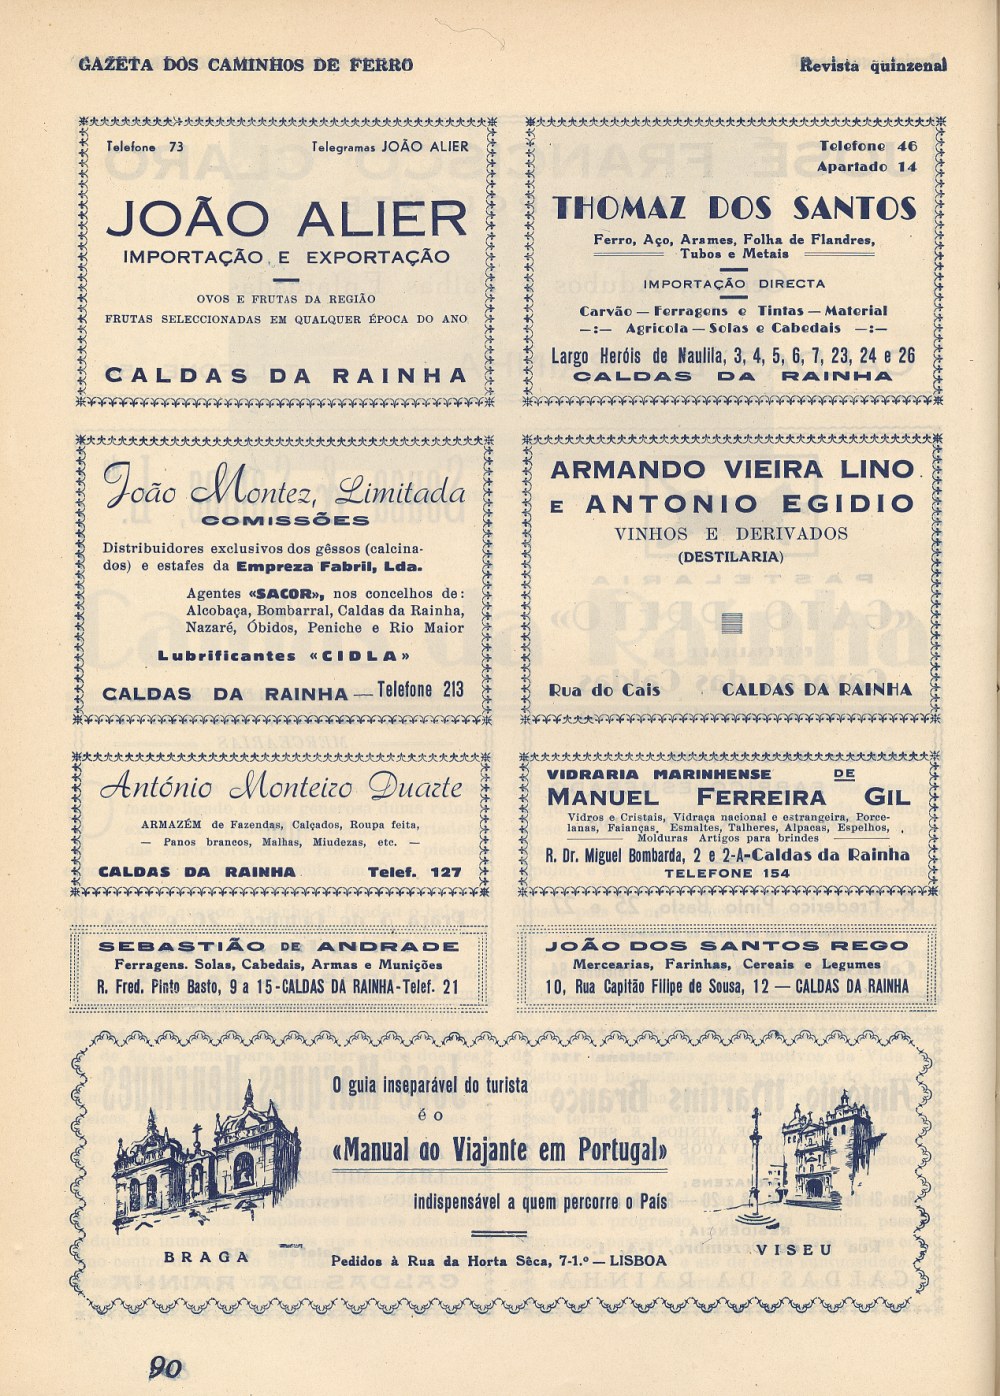 GAZETA DOS CAMINHOS DE FERRO
Revista quinzenal
Telefone 73
Telegramas JOÃO ALIER
JOÃO ALIER
IMPORTAÇÃO E EXPORTAÇÃO
OVOS E FRUTAS DA REGIÃO
FRUTAS SELECCIONADAS EM QUALQUER ÉPOCA DO ANO
CALDAS DA RAINHA
Telefone 46
Apartado 14
THOMAZ DOS SANTOS
Ferro, Aço, Arames, Folha de Flandres,
Tubos e Metais
IMPORTAÇÃO DIRECTA
Carvão — Ferragens e Tintas — Material
—:— Agricola — Solas e Cabedais —:—
Largo Heróis de Naulila, 3, 4, 5, 6, 7, 23, 24 e 26
CALDAS DA RAINHA
João Montez, Limitada
COMISSÕES
Distribuidores exclusivos dos gêssos (calcina-
dos) e estafes da Empreza Fabril, Lda.
Agentes «SACOR», nos concelhos de:
Alcobaça, Bombarral, Caldas da Rainha,
Nazaré, Óbidos, Peniche e Rio Maior
Lubrificantes «CIDLA»
CALDAS DA RAINHA — Telefone 213
ARMANDO VIEIRA LINO
E ANTONIO EGIDIO
VINHOS E DERIVADOS
(DESTILARIA)
Rua do Cais CALDAS DA RAINHA
António Monteiro Duarte
ARMAZÉM de Fazendas, Calçados, Roupa feita,
— Panos brancos, Malhas, Miudezas, etc. —
CALDAS DA RAINHA Telef. 127
VIDRARIA MARINHENSE DE
MANUEL FERREIRA GIL
Vidros e Cristais, Vidraça nacional e estrangeira, Porce-
lanas, Faianças, Esmaltes, Talheres, Alpacas, Espelhos,
Molduras Artigos para brindes
R. Dr. Miguel Bombarda, 2 e 2-A-Caldas da Rainha
TELEFONE 154
SEBASTIÃO DE ANDRADE
Ferragens. Solas, Cabedais, Armas e Munições
R. Fred. Pinto Basto, 9 a 15-CALDAS DA RAINHA-Telef. 21
JOÃO DOS SANTOS REGO
Mercearias, Farinhas, Cereais e Legumes
10, Rua Capitão Filipe de Sousa, 12 — CALDAS DA RAINHA
O guia inseparável do turista
é o
«Manual do Viajante em Portugal»
indispensável a quem percorre o País
BRAGA
VISEU
Pedidos à Rua da Horta Sêca, 7-1.º — LISBOA
90